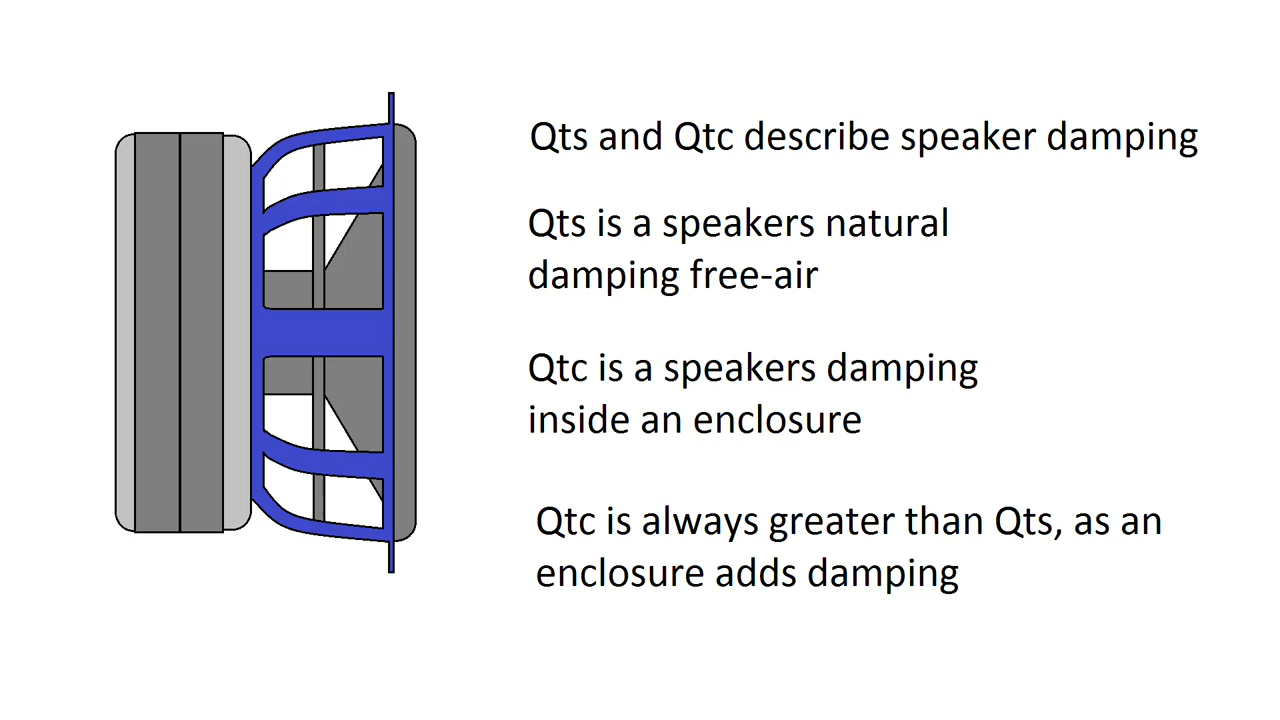 Qts and Qtc describe speaker damping
Qts is a speakers natural
damping free-air
Qtc is a speakers damping
inside an enclosure
Qtc is always greater than Qts, as an
enclosure adds damping